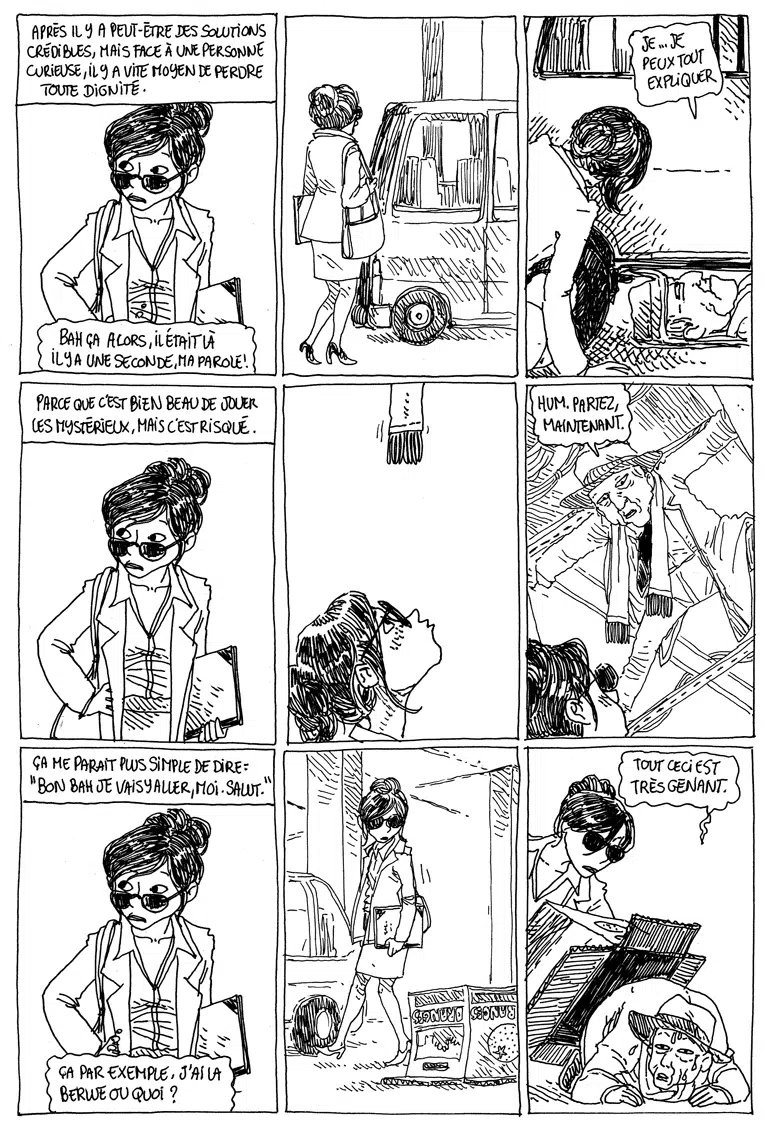 APRÈS IL Y A PEUT-ÊTRE DES SOLUTIONS
CRÉDIBLES, MAIS FACE À UNE PERSONNE
CURIEUSE, IL Y A VITE MOYEN DE PERDRE
TOUTE DIGNITÉ.
BAH ÇA ALORS, IL ÉTAIT LÀ
IL Y A UNE SECONDE, MA PAROLE!
JE... JE
PEUX TOUT
EXPLIQUER
PARCE QUE C'EST BIEN BEAU DE JOUER
LES MYSTÉRIEUX, MAIS C'EST RISQUÉ.
HUM. PARTEZ,
MAINTENANT.
ÇA ME PARAIT PLUS SIMPLE DE DIRE:
"BON BAH JE VAIS Y ALLER, MOI. SALUT."
ÇA PAR EXEMPLE, J'AI LA
BERLUE OU QUOI?
ORANGES
ORANGES
TOUT CECI EST
TRÈS GÊNANT.